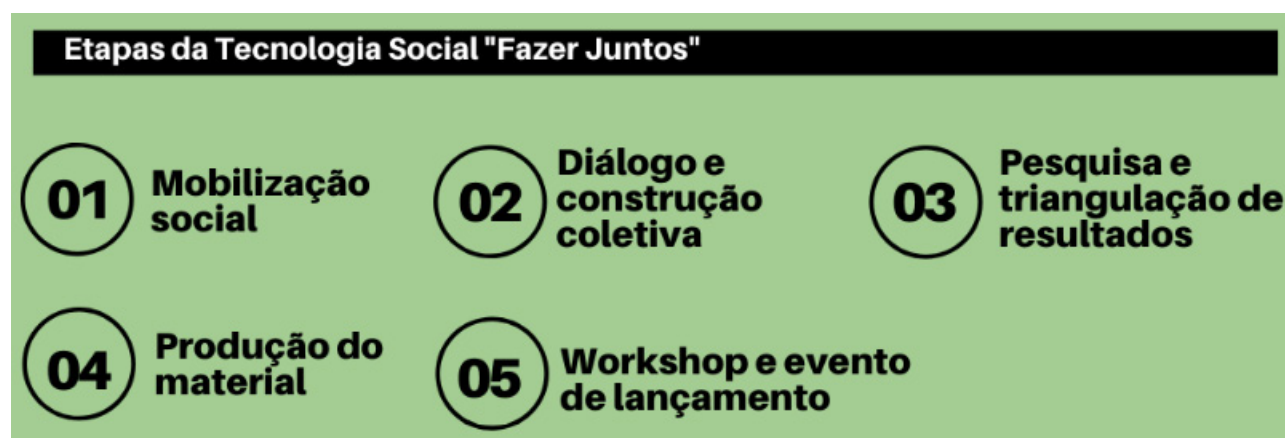 Etapas da Tecnologia Social "Fazer Juntos"
01
Mobilização
social
02
Diálogo e
construção
coletiva
03
Pesquisa e
triangulação de
resultados
04
Produção do
material
05
Workshop e evento
de lançamento